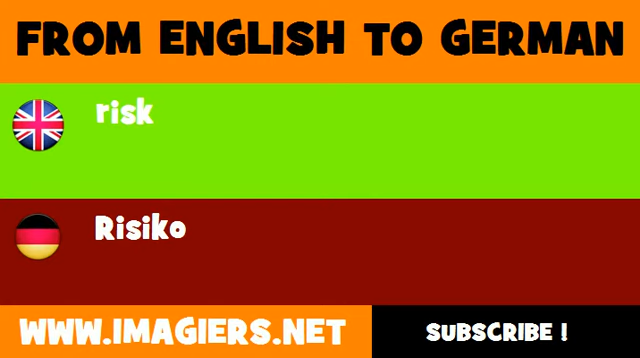 FROM ENGLISH TO GERMAN
risk
Risiko
WWW.IMAGIERS.NET
SUBSCRIBE !